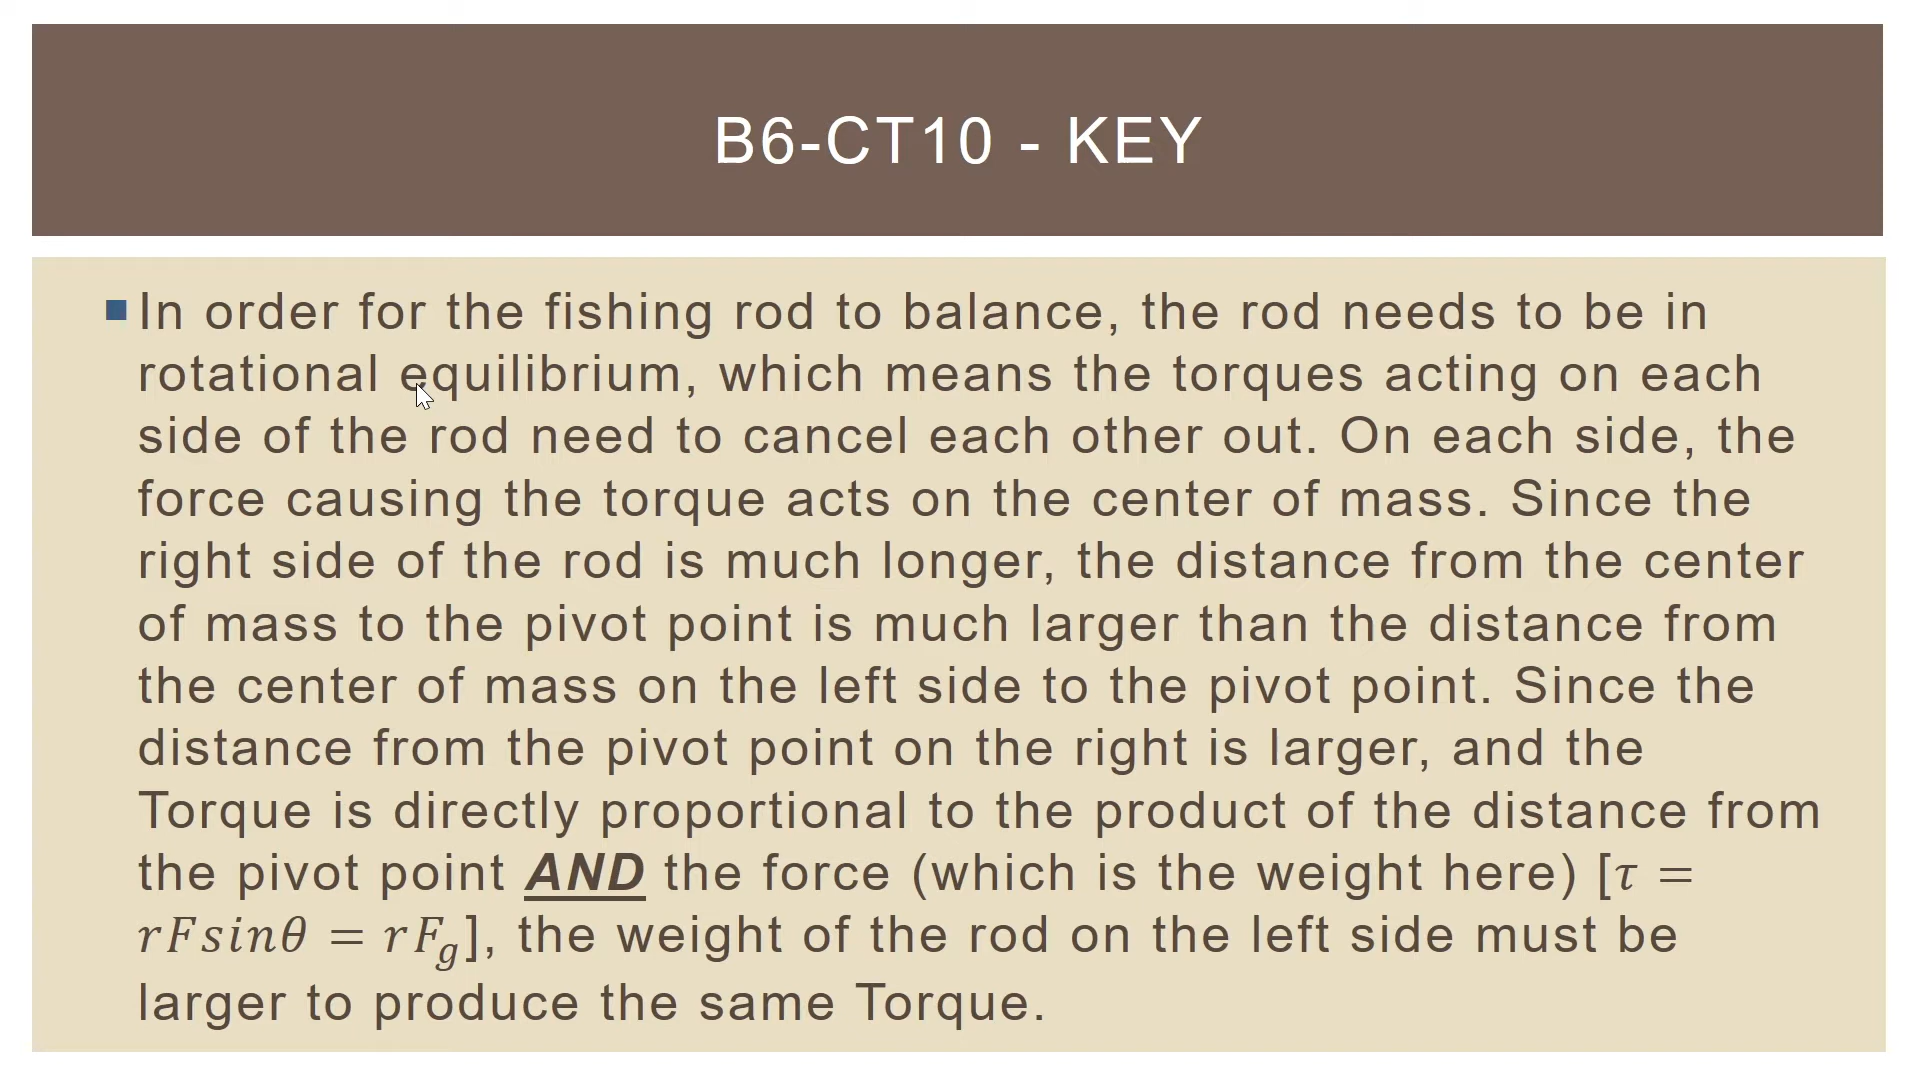 B6-CT10 - KEY
In order for the fishing rod to balance, the rod needs to be in
rotational equilibrium, which means the torques acting on each
side of the rod need to cancel each other out. On each side, the
force causing the torque acts on the center of mass. Since the
right side of the rod is much longer, the distance from the center
of mass to the pivot point is much larger than the distance from
the center of mass on the left side to the pivot point. Since the
distance from the pivot point on the right is larger, and the
Torque is directly proportional to the product of the distance from
the pivot point AND the force (which is the weight here) [τ =
rFsinθ = rF_g], the weight of the rod on the left side must be
larger to produce the same Torque.